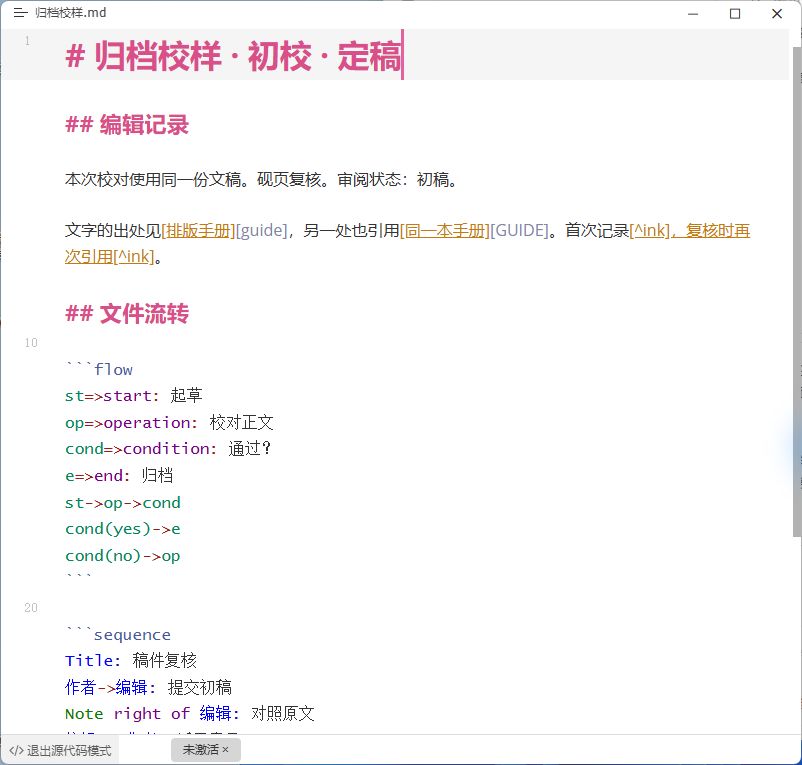 归档校样.md
1
# 归档校样 · 初校 · 定稿
## 编辑记录
本次校对使用同一份文稿。砚页复核。审阅状态：初稿。
文字的出处见[排版手册][guide]，另一处也引用[同一本手册][GUIDE]。首次记录[^ink]，复核时再
次引用[^ink]。
## 文件流转
10
```flow
st=>start: 起草
op=>operation: 校对正文
cond=>condition: 通过?
e=>end: 归档
st->op->cond
cond(yes)->e
cond(no)->op
```
20
```sequence
Title: 稿件复核
作者->编辑: 提交初稿
Note right of 编辑: 对照原文
</> 退出源代码模式
未激活 ×